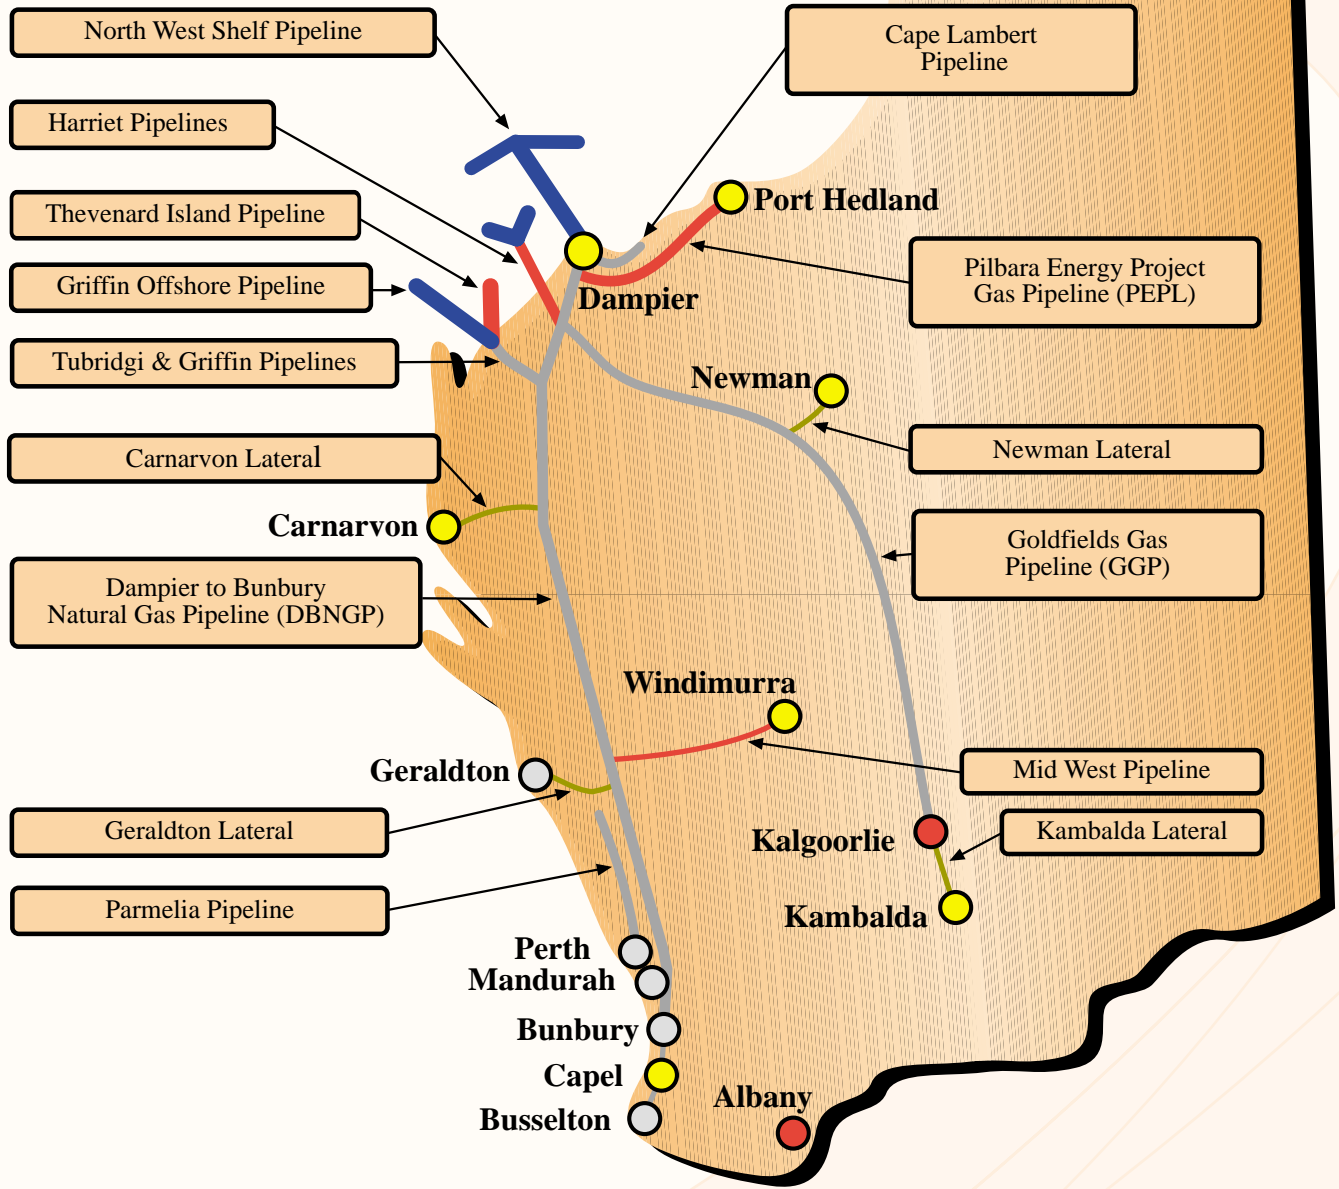 North West Shelf Pipeline
Cape Lambert
Pipeline
Harriet Pipelines
Thevenard Island Pipeline
Port Hedland
Griffin Offshore Pipeline
Pilbara Energy Project
Gas Pipeline (PEPL)
Dampier
Tubridgi & Griffin Pipelines
Newman
Carnarvon Lateral
Newman Lateral
Carnarvon
Goldfields Gas
Pipeline (GGP)
Dampier to Bunbury
Natural Gas Pipeline (DBNGP)
Windimurra
Geraldton
Mid West Pipeline
Geraldton Lateral
Kalgoorlie
Kambalda Lateral
Parmelia Pipeline
Kambalda
Perth
Mandurah
Bunbury
Capel
Albany
Busselton